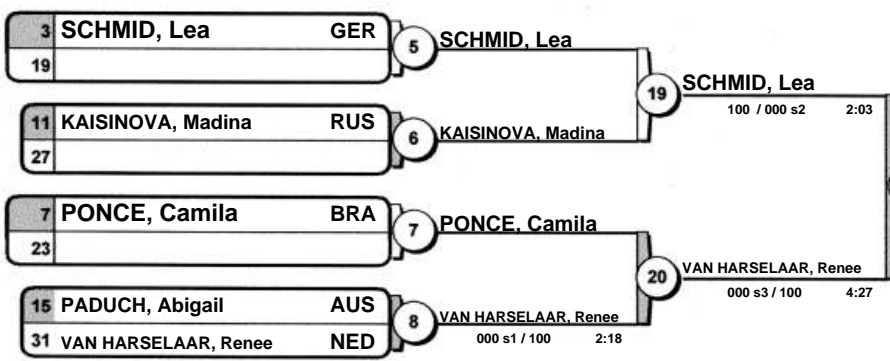 3 SCHMID, Lea GER
19
5
SCHMID, Lea
11 KAISINOVA, Madina RUS
27
6
KAISINOVA, Madina
19
SCHMID, Lea
100 / 000 s2 2:03
7 PONCE, Camila BRA
23
7
PONCE, Camila
15 PADUCH, Abigail AUS
31 VAN HARSELAAR, Renee NED
8
VAN HARSELAAR, Renee
000 s1 / 100 2:18
20
VAN HARSELAAR, Renee
000 s3 / 100 4:27